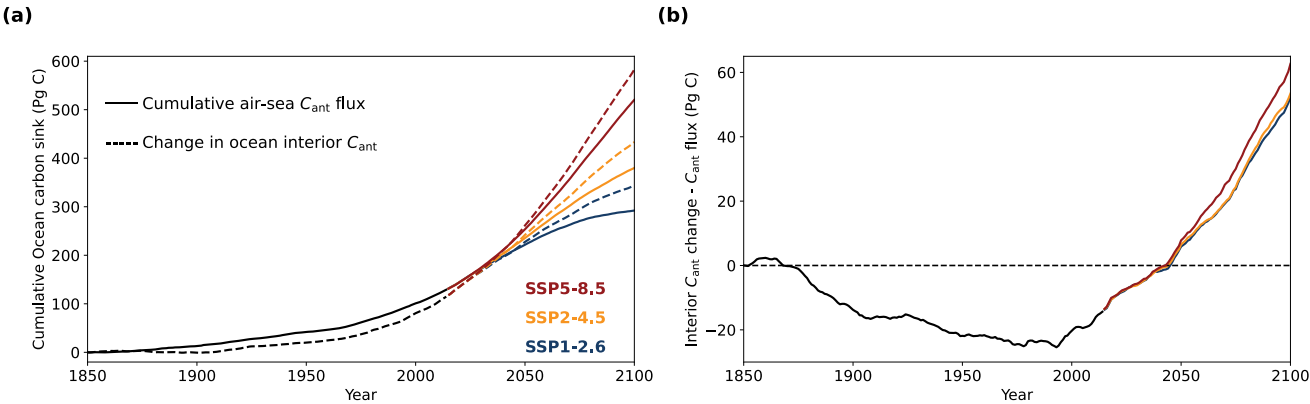 (a)
Cumulative Ocean carbon sink (Pg C)
600
500
400
300
200
100
0
Cumulative air-sea Cant flux
Change in ocean interior Cant
SSP5-8.5
SSP2-4.5
SSP1-2.6
1850 1900 1950 2000 2050 2100
Year
(b)
Interior Cant change - Cant flux (Pg C)
60
40
20
0
−20
1850 1900 1950 2000 2050 2100
Year